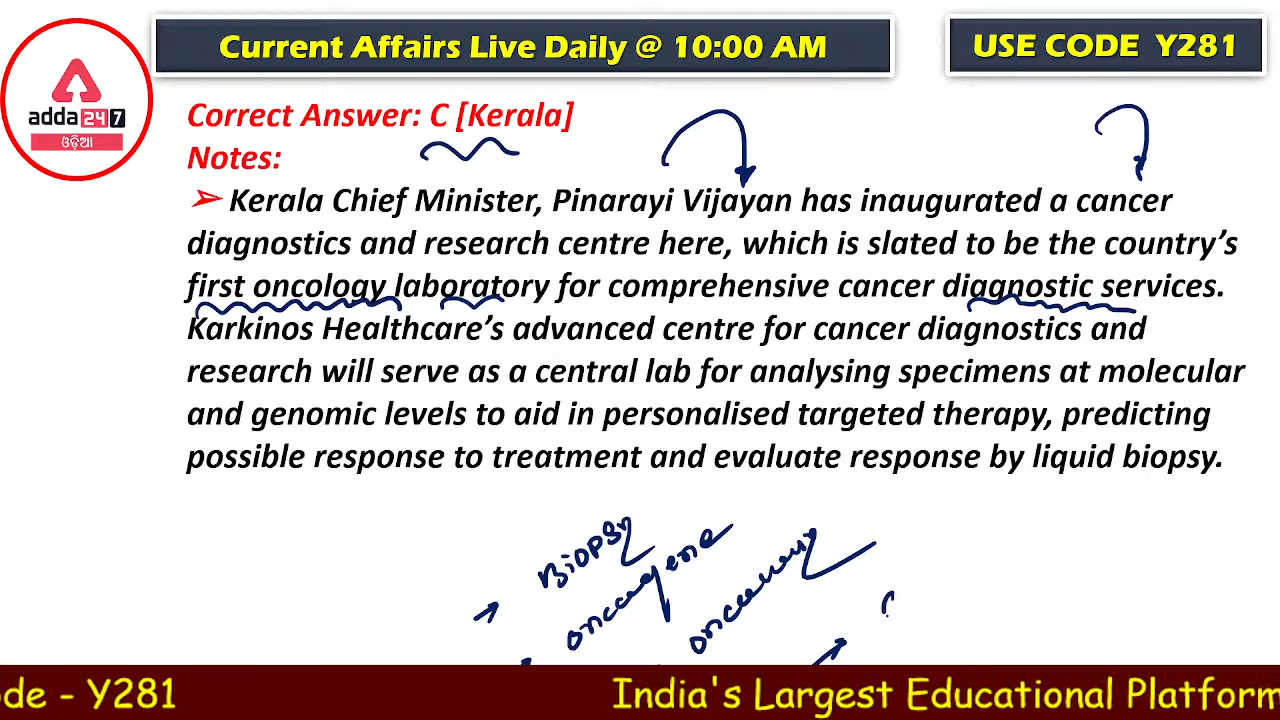 Current Affairs Live Daily @ 10:00 AM
USE CODE Y281
adda 24 7
ଓଡ଼ିଆ
Correct Answer: C [Kerala]
Notes:
➢ Kerala Chief Minister, Pinarayi Vijayan has inaugurated a cancer
diagnostics and research centre here, which is slated to be the country's
first oncology laboratory for comprehensive cancer diagnostic services.
Karkinos Healthcare's advanced centre for cancer diagnostics and
research will serve as a central lab for analysing specimens at molecular
and genomic levels to aid in personalised targeted therapy, predicting
possible response to treatment and evaluate response by liquid biopsy.
Biopsy
ode - Y281
India's Largest Educational Platform